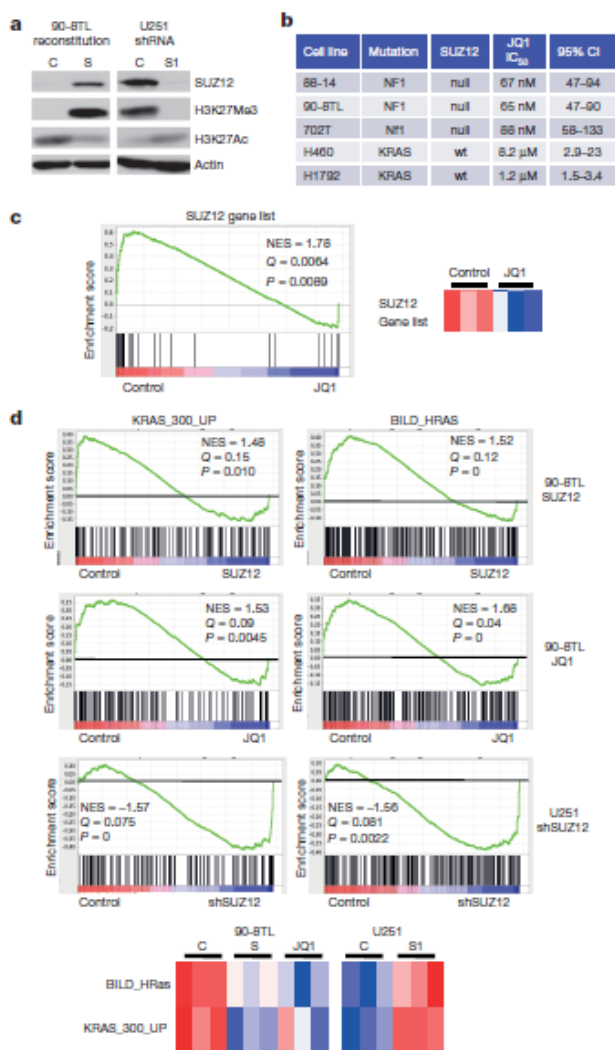 a
90-8TL reconstitution
U251 shRNA
C S C S1
SUZ12
H3K27Me3
H3K27Ac
Actin
b
Cell line Mutation SUZ12 JQ1 IC50 95% CI
88-14 NF1 null 67 nM 47–94
90-8TL NF1 null 65 nM 47–90
702T Nf1 null 88 nM 58–133
H460 KRAS wt 8.2 μM 2.9–23
H1792 KRAS wt 1.2 μM 1.5–3.4
c
SUZ12 gene list
Enrichment score
NES = 1.78
Q = 0.0064
P = 0.0089
Control JQ1
Control JQ1
SUZ12
Gene list
d
KRAS_300_UP
Enrichment score
NES = 1.48
Q = 0.15
P = 0.010
Control SUZ12
BILD_HRAS
Enrichment score
NES = 1.52
Q = 0.12
P = 0
Control SUZ12
90-8TL
SUZ12
Enrichment score
NES = 1.53
Q = 0.09
P = 0.0045
Control JQ1
Enrichment score
NES = 1.68
Q = 0.04
P = 0
Control JQ1
90-8TL
JQ1
Enrichment score
NES = −1.57
Q = 0.075
P = 0
Control shSUZ12
Enrichment score
NES = −1.56
Q = 0.081
P = 0.0022
Control shSUZ12
U251
shSUZ12
90-8TL U251
C S JQ1 C S1
BILD_HRas
KRAS_300_UP